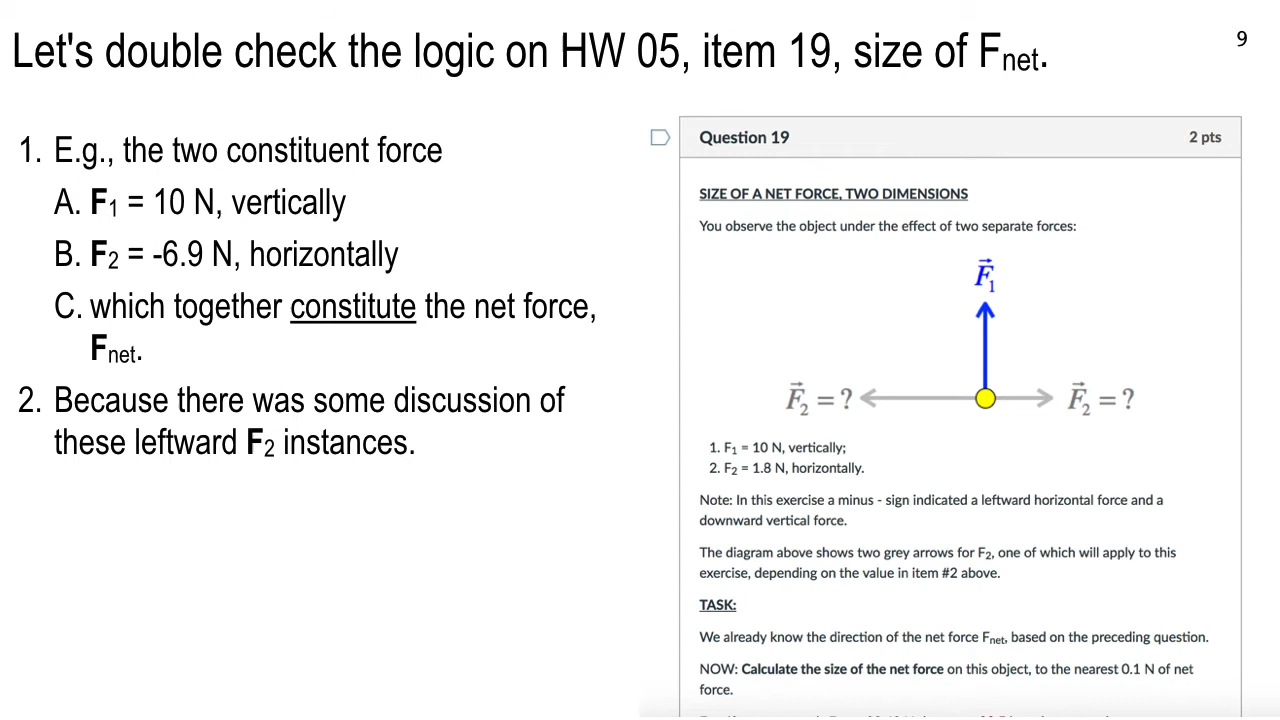 Let's double check the logic on HW 05, item 19, size of Fnet.
9
1. E.g., the two constituent force
A. F1 = 10 N, vertically
B. F2 = -6.9 N, horizontally
C. which together constitute the net force,
Fnet.
2. Because there was some discussion of
these leftward F2 instances.
Question 19
2 pts
SIZE OF A NET FORCE, TWO DIMENSIONS
You observe the object under the effect of two separate forces:
F⃗1
F⃗2 = ?
F⃗2 = ?
1. F1 = 10 N, vertically;
2. F2 = 1.8 N, horizontally.
Note: In this exercise a minus - sign indicated a leftward horizontal force and a
downward vertical force.
The diagram above shows two grey arrows for F2, one of which will apply to this
exercise, depending on the value in item #2 above.
TASK:
We already know the direction of the net force Fnet, based on the preceding question.
NOW: Calculate the size of the net force on this object, to the nearest 0.1 N of net
force.